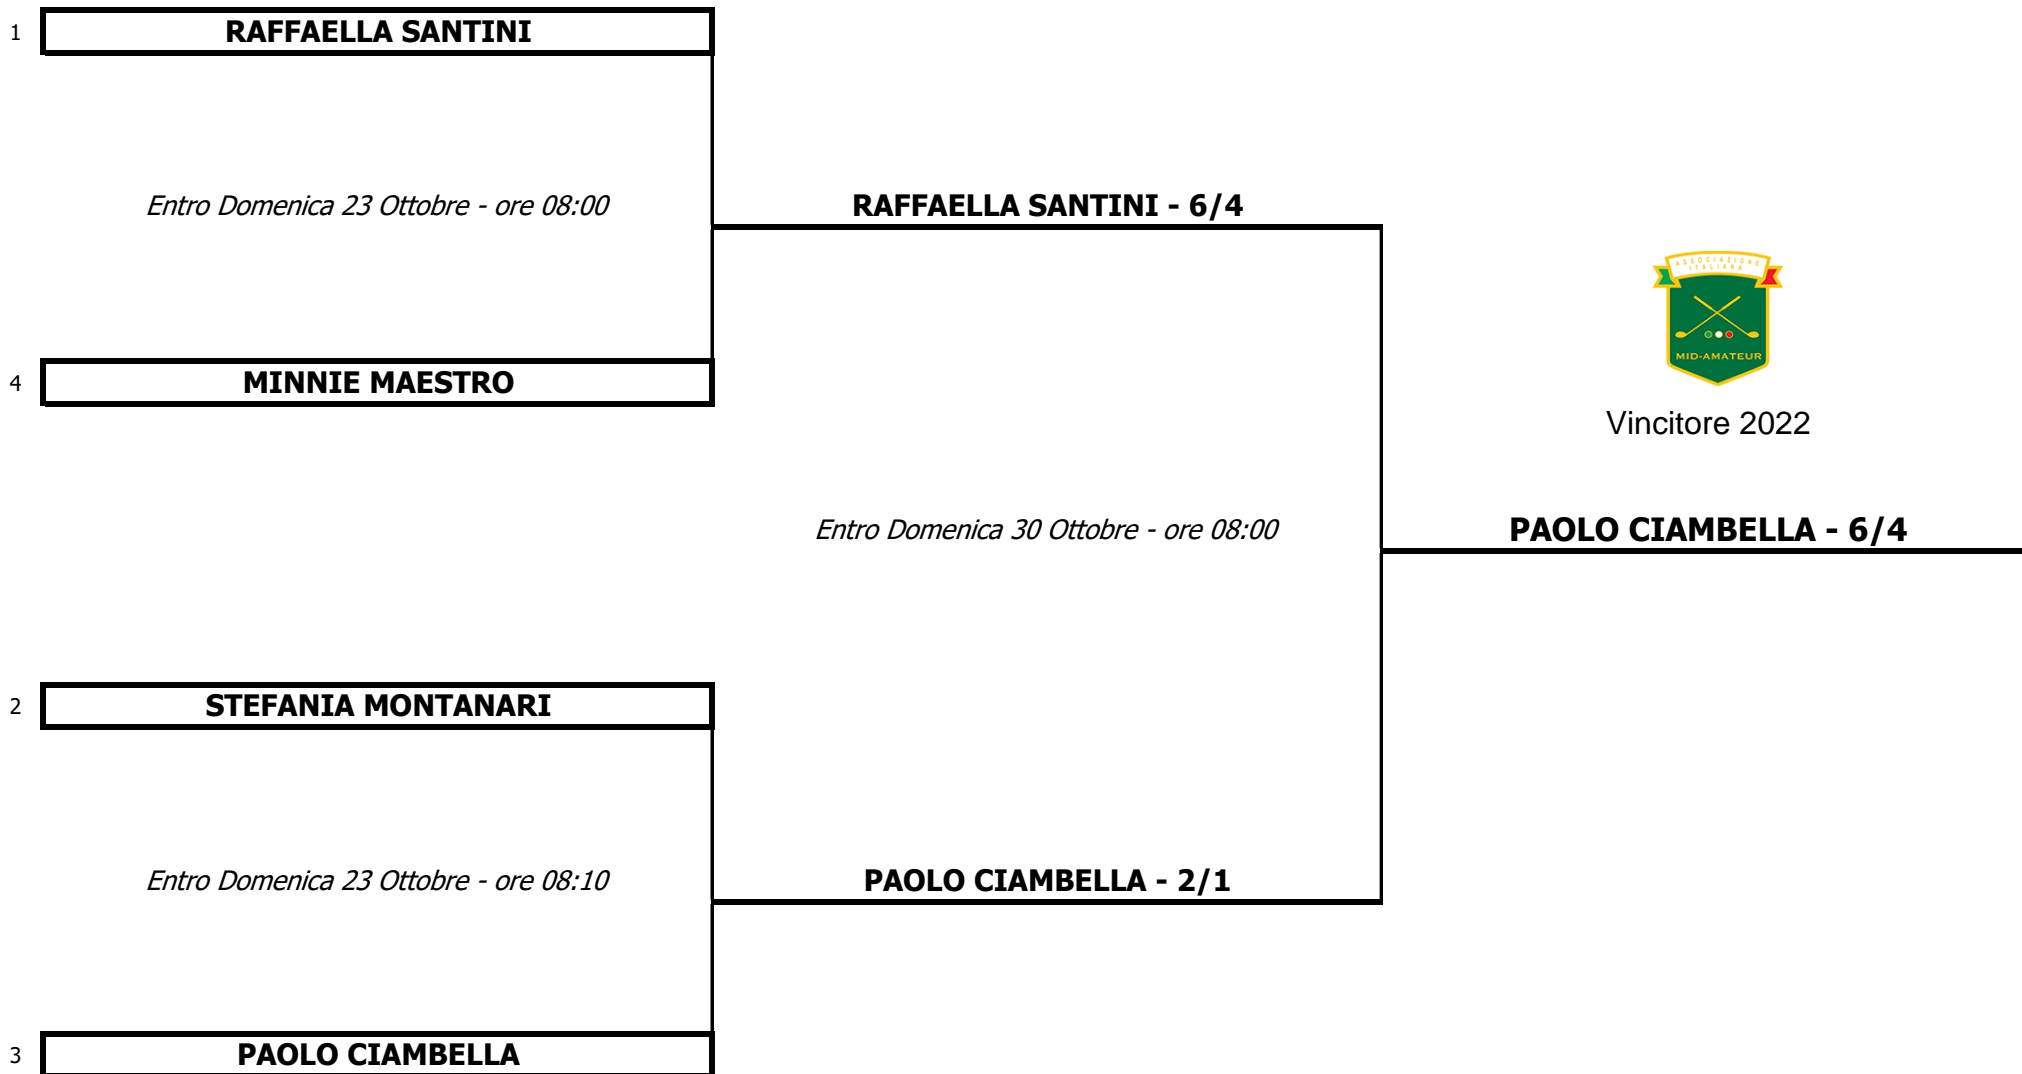 1 RAFFAELLA SANTINI
Entro Domenica 23 Ottobre - ore 08:00
RAFFAELLA SANTINI - 6/4
4 MINNIE MAESTRO
ASSOCIAZIONE
ITALIANA
MID-AMATEUR
Vincitore 2022
Entro Domenica 30 Ottobre - ore 08:00
PAOLO CIAMBELLA - 6/4
2 STEFANIA MONTANARI
Entro Domenica 23 Ottobre - ore 08:10
PAOLO CIAMBELLA - 2/1
3 PAOLO CIAMBELLA